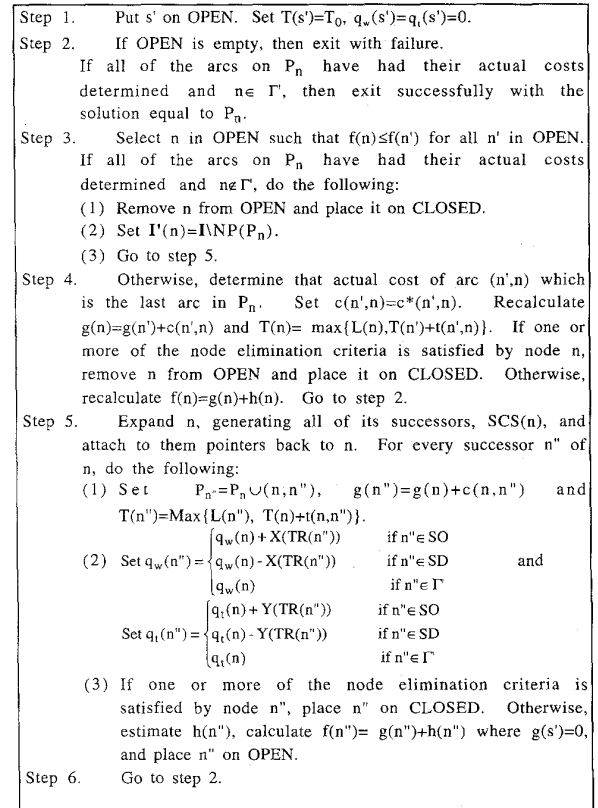 Step 1. Put s' on OPEN. Set T(s')=T₀, q_w(s')=q_t(s')=0.
Step 2. If OPEN is empty, then exit with failure.
If all of the arcs on Pₙ have had their actual costs
determined and n∈ Γ, then exit successfully with the
solution equal to Pₙ.
Step 3. Select n in OPEN such that f(n)≤f(n') for all n' in OPEN.
If all of the arcs on Pₙ have had their actual costs
determined and n∉Γ, do the following:
(1) Remove n from OPEN and place it on CLOSED.
(2) Set I'(n)=I\NP(Pₙ).
(3) Go to step 5.
Step 4. Otherwise, determine that actual cost of arc (n',n) which
is the last arc in Pₙ. Set c(n',n)=c*(n',n). Recalculate
g(n)=g(n')+c(n',n) and T(n)= max{L(n),T(n')+t(n',n)}. If one or
more of the node elimination criteria is satisfied by node n,
remove n from OPEN and place it on CLOSED. Otherwise,
recalculate f(n)=g(n)+h(n). Go to step 2.
Step 5. Expand n, generating all of its successors, SCS(n), and
attach to them pointers back to n. For every successor n" of
n, do the following:
(1) Set Pₙ"=Pₙ∪(n,n"), g(n")=g(n)+c(n,n") and
T(n")=Max{L(n"), T(n)+t(n,n")}.
q_w(n)+X(TR(n")) if n"∈SO
(2) Set q_w(n")= q_w(n)-X(TR(n")) if n"∈SD and
q_w(n) if n"∈Γ
q_t(n)+Y(TR(n")) if n"∈SO
Set q_t(n")= q_t(n)-Y(TR(n")) if n"∈SD
q_t(n) if n"∈Γ
(3) If one or more of the node elimination criteria is
satisfied by node n", place n" on CLOSED. Otherwise,
estimate h(n"), calculate f(n")= g(n")+h(n") where g(s')=0,
and place n" on OPEN.
Step 6. Go to step 2.